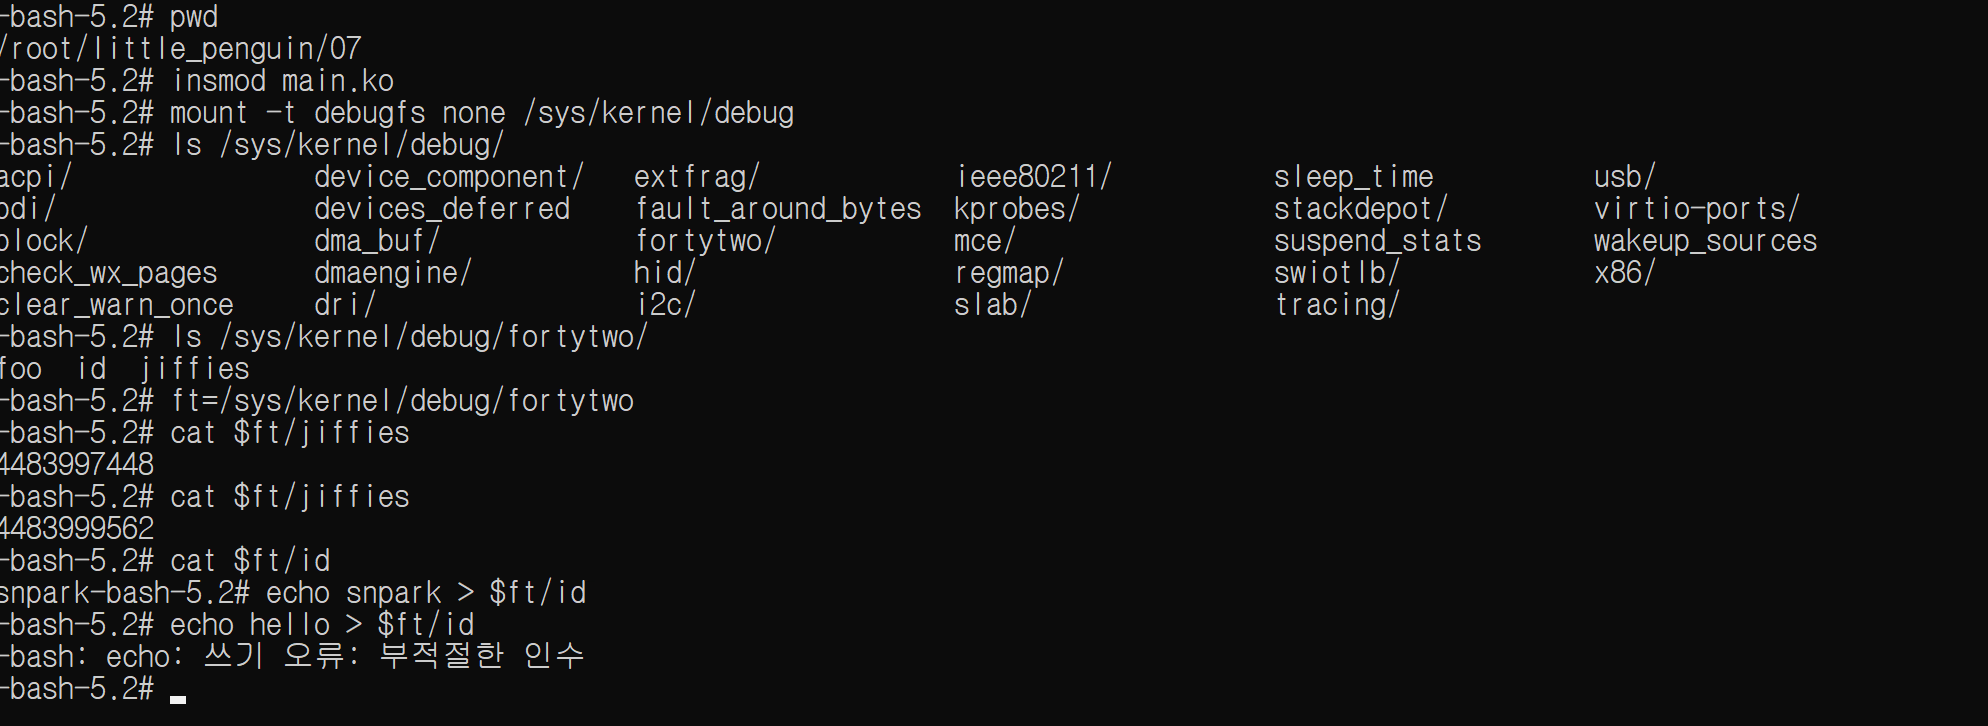 -bash-5.2# pwd
/root/little_penguin/07
-bash-5.2# insmod main.ko
-bash-5.2# mount -t debugfs none /sys/kernel/debug
-bash-5.2# ls /sys/kernel/debug/
acpi/ device_component/ extfrag/ ieee80211/ sleep_time usb/
bdi/ devices_deferred fault_around_bytes kprobes/ stackdepot/ virtio-ports/
block/ dma_buf/ fortytwo/ mce/ suspend_stats wakeup_sources
check_wx_pages dmaengine/ hid/ regmap/ swiotlb/ x86/
clear_warn_once dri/ i2c/ slab/ tracing/
-bash-5.2# ls /sys/kernel/debug/fortytwo/
foo id jiffies
-bash-5.2# ft=/sys/kernel/debug/fortytwo
-bash-5.2# cat $ft/jiffies
4483997448
-bash-5.2# cat $ft/jiffies
4483999562
-bash-5.2# cat $ft/id
snpark-bash-5.2# echo snpark > $ft/id
-bash-5.2# echo hello > $ft/id
-bash: echo: 쓰기 오류: 부적절한 인수
-bash-5.2#